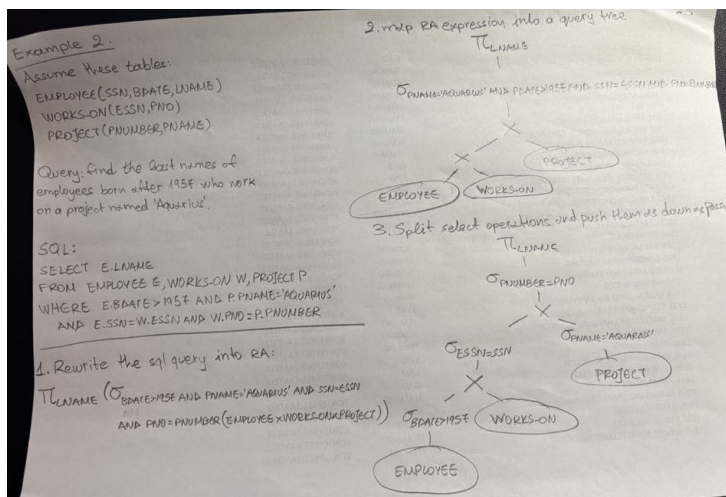 Example 2.
Assume these tables:
EMPLOYEE(SSN,BDATE,LNAME)
WORKS-ON(ESSN,PNO)
PROJECT(PNUMBER,PNAME)
Query: find the last names of
employees born after 1957 who work
on a project named 'Aquarius'.
SQL:
SELECT E.LNAME
FROM EMPLOYEE E, WORKS-ON W, PROJECT P
WHERE E.BDATE>1957 AND P.PNAME='AQUARIUS'
AND E.SSN=W.ESSN AND W.PNO=P.PNUMBER
1. Rewrite the sql query into RA:
πLNAME (σBDATE>1957 AND PNAME='AQUARIUS' AND SSN=ESSN
AND PNO=PNUMBER(EMPLOYEE×WORKS-ON×PROJECT))
2. map RA expression into a query tree
πLNAME
σPNAME='AQUARIUS' AND BDATE>1957 AND SSN=ESSN AND PNO=PNUMBER
×
×
PROJECT
EMPLOYEE
WORKS-ON
3. Split select operations and push them as down as
πLNAME
σPNUMBER=PNO
×
σESSN=SSN
σPNAME='AQUARIUS'
×
PROJECT
σBDATE>1957
WORKS-ON
EMPLOYEE